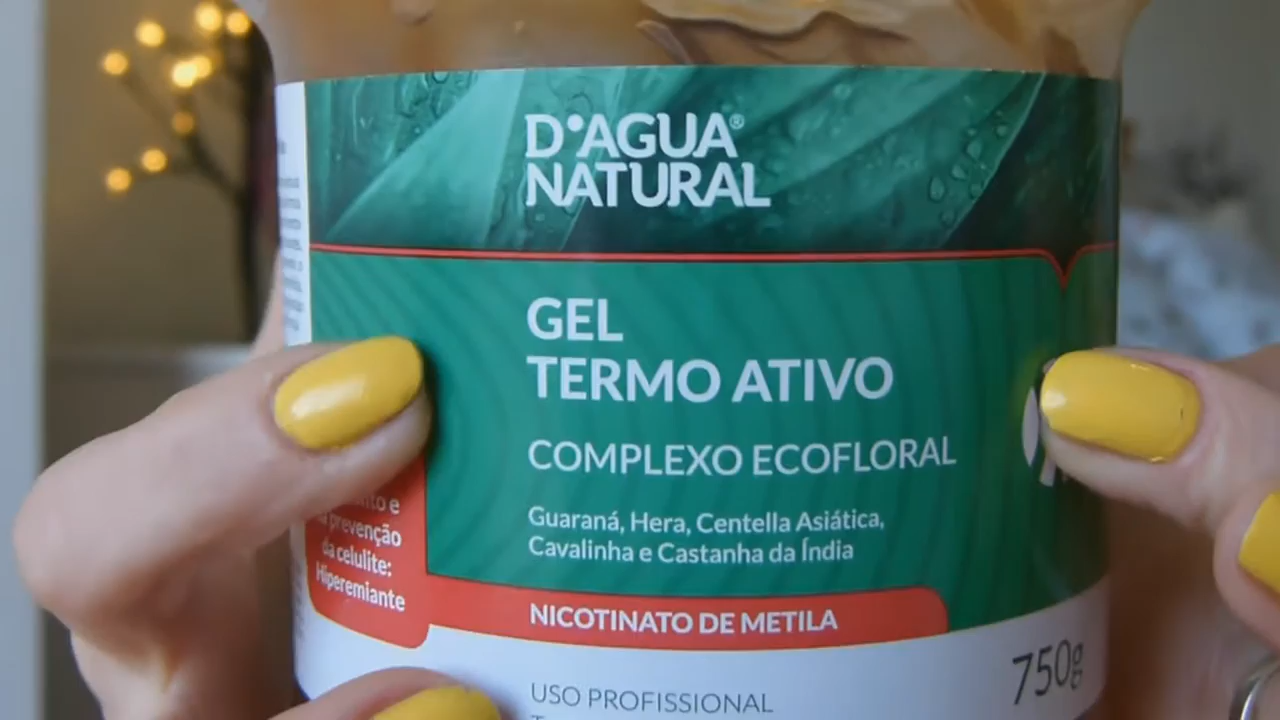 D'AGUA®
NATURAL
GEL
TERMO ATIVO
COMPLEXO ECOFLORAL
Guaraná, Hera, Centella Asiática,
Cavalinha e Castanha da Índia
e
prevenção
da celulite:
Hiperemiante
NICOTINATO DE METILA
750g
USO PROFISSIONAL